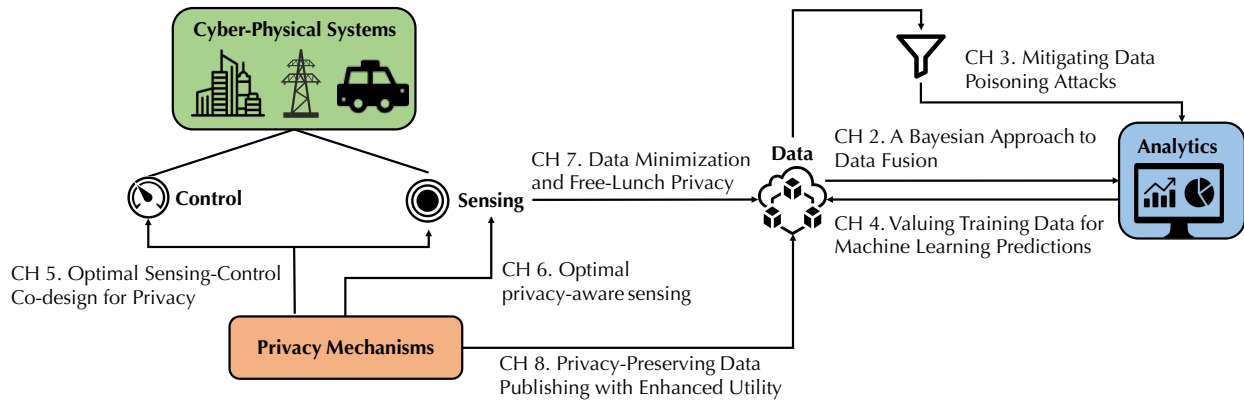 Cyber-Physical Systems
CH 3. Mitigating Data
Poisoning Attacks
CH 2. A Bayesian Approach to
Data Fusion
Analytics
Data
CH 7. Data Minimization
and Free-Lunch Privacy
Control
Sensing
CH 4. Valuing Training Data for
Machine Learning Predictions
CH 5. Optimal Sensing-Control
Co-design for Privacy
CH 6. Optimal
privacy-aware sensing
Privacy Mechanisms
CH 8. Privacy-Preserving Data
Publishing with Enhanced Utility